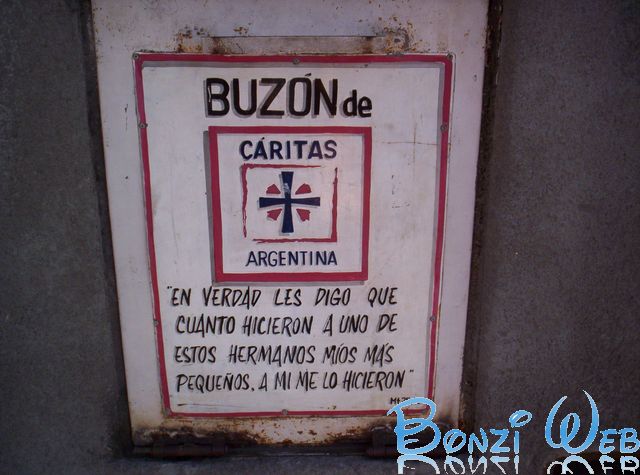 BUZÓN de
CÁRITAS
ARGENTINA
"EN VERDAD LES DIGO QUE
CUANTO HICIERON A UNO DE
ESTOS HERMANOS MÍOS MÁS
PEQUEÑOS, A MI ME LO HICIERON"
Mt.
Bonzi Web